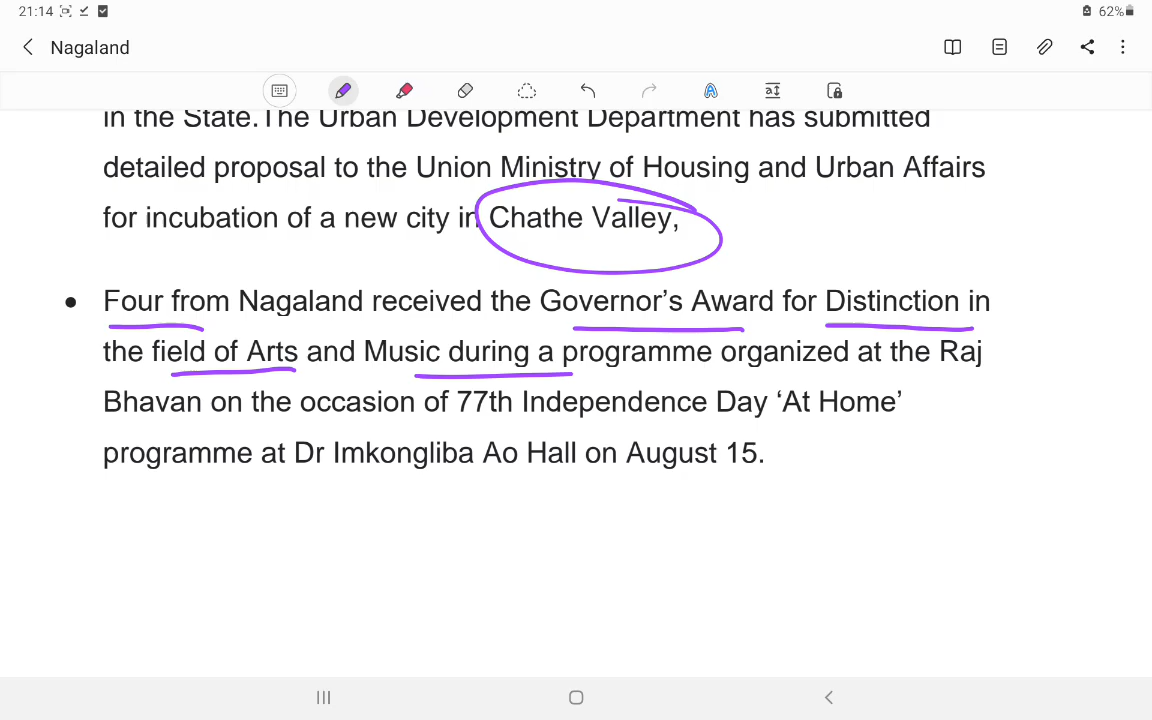 21:14
62%
Nagaland
in the State.The Urban Development Department has submitted
detailed proposal to the Union Ministry of Housing and Urban Affairs
for incubation of a new city in Chathe Valley,
• Four from Nagaland received the Governor’s Award for Distinction in
the field of Arts and Music during a programme organized at the Raj
Bhavan on the occasion of 77th Independence Day ‘At Home’
programme at Dr Imkongliba Ao Hall on August 15.